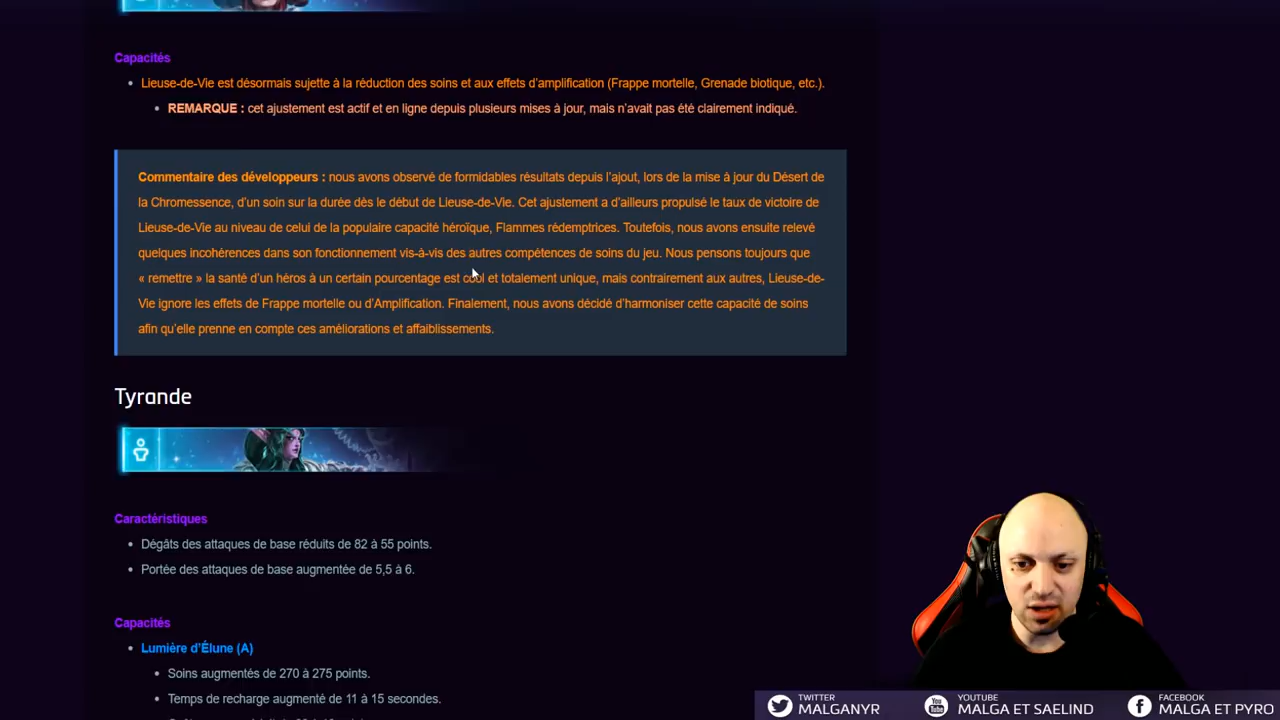 Capacités
Lieuse-de-Vie est désormais sujette à la réduction des soins et aux effets d'amplification (Frappe mortelle, Grenade biotique, etc.).
REMARQUE : cet ajustement est actif et en ligne depuis plusieurs mises à jour, mais n'avait pas été clairement indiqué.
Commentaire des développeurs : nous avons observé de formidables résultats depuis l'ajout, lors de la mise à jour du Désert de
la Chromessence, d'un soin sur la durée dès le début de Lieuse-de-Vie. Cet ajustement a d'ailleurs propulsé le taux de victoire de
Lieuse-de-Vie au niveau de celui de la populaire capacité héroïque, Flammes rédemptrices. Toutefois, nous avons ensuite relevé
quelques incohérences dans son fonctionnement vis-à-vis des autres compétences de soins du jeu. Nous pensons toujours que
« remettre » la santé d'un héros à un certain pourcentage est cool et totalement unique, mais contrairement aux autres, Lieuse-de-
Vie ignore les effets de Frappe mortelle ou d'Amplification. Finalement, nous avons décidé d'harmoniser cette capacité de soins
afin qu'elle prenne en compte ces améliorations et affaiblissements.
Tyrande
Caractéristiques
Dégâts des attaques de base réduits de 82 à 55 points.
Portée des attaques de base augmentée de 5,5 à 6.
Capacités
Lumière d'Élune (A)
Soins augmentés de 270 à 275 points.
Temps de recharge augmenté de 11 à 15 secondes.
TWITTER
MALGANYR
YOUTUBE
MALGA ET SAELIND
FACEBOOK
MALGA ET PYRO